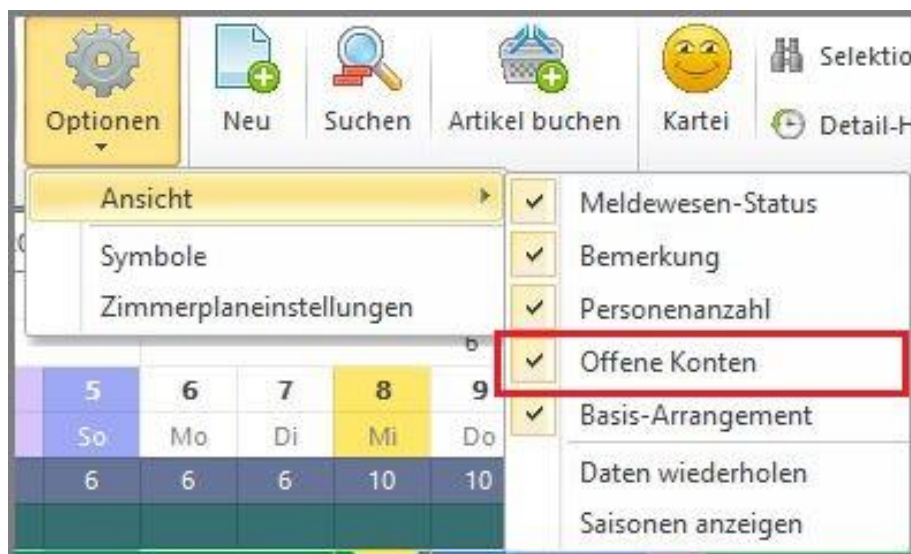 Optionen
Neu
Suchen
Artikel buchen
Kartei
Selektio
Detail-H
Ansicht
Symbole
Zimmerplaneinstellungen
Meldewesen-Status
Bemerkung
Personenanzahl
Offene Konten
Basis-Arrangement
Daten wiederholen
Saisonen anzeigen
5 6 7 8 9
So Mo Di Mi Do
6 6 6 10 10